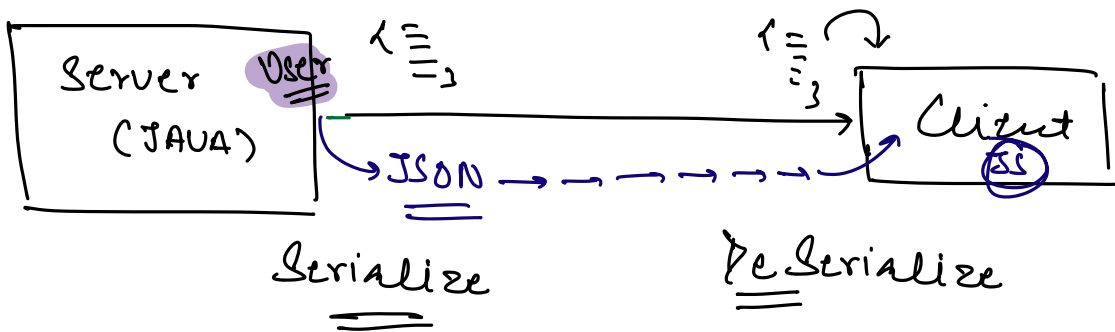 Server
User
(JAVA)
{ }
{ }
Client
JS
JSON
Serialize
DeSerialize